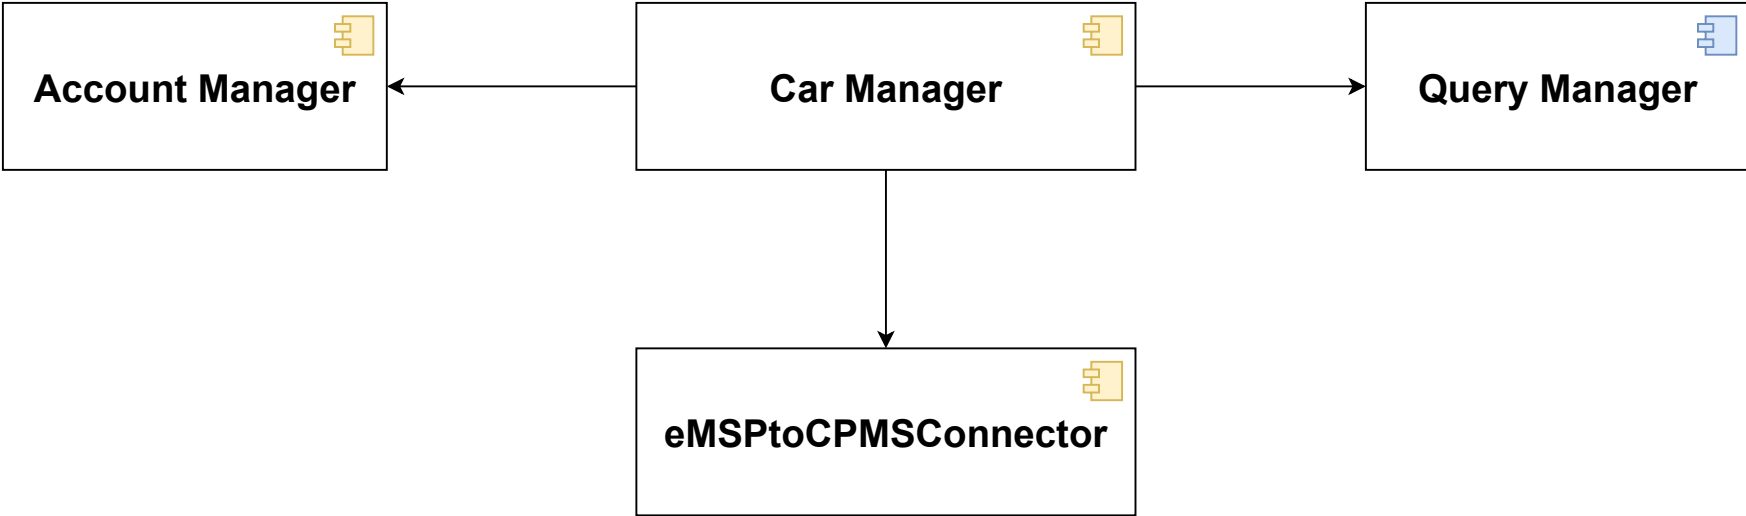 Account Manager
Car Manager
Query Manager
eMSPtoCPMSConnector